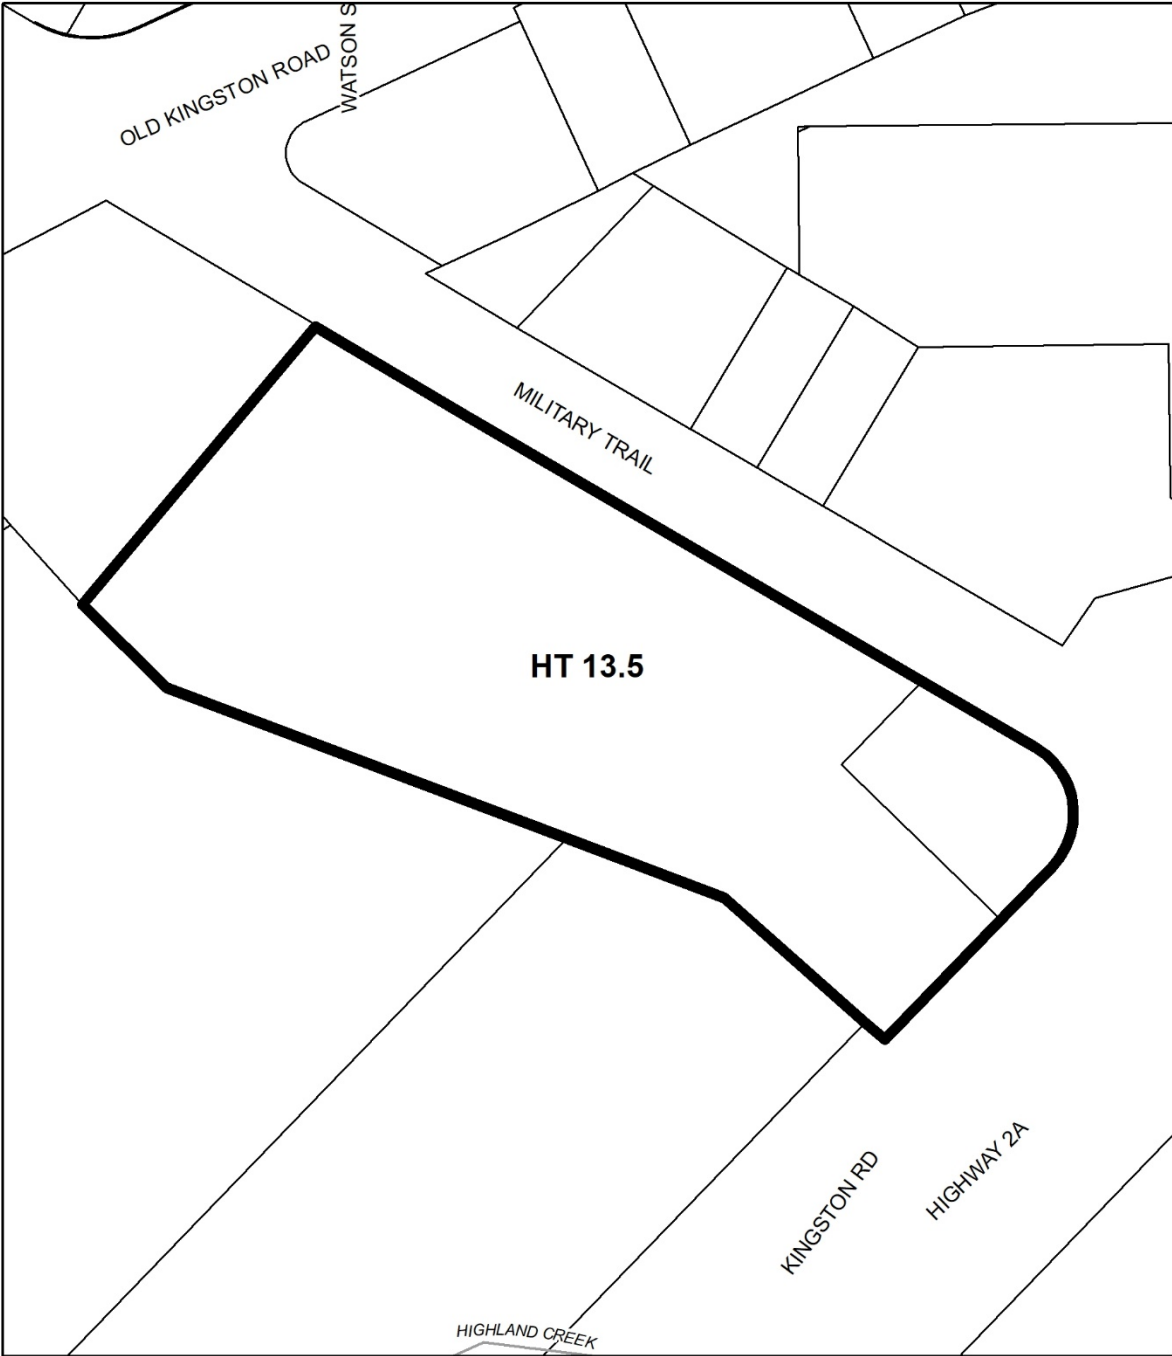 OLD KINGSTON ROAD
WATSON S
MILITARY TRAIL
HT 13.5
KINGSTON RD
HIGHWAY 2A
HIGHLAND CREEK